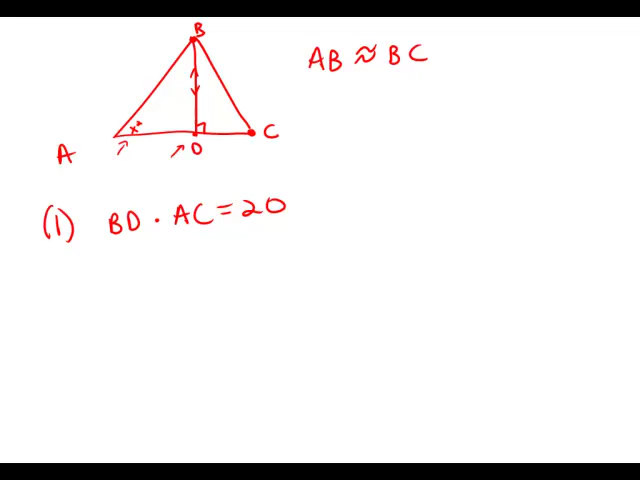 B
AB ≈ BC
x°
C
A
D
(1) BD · AC = 20